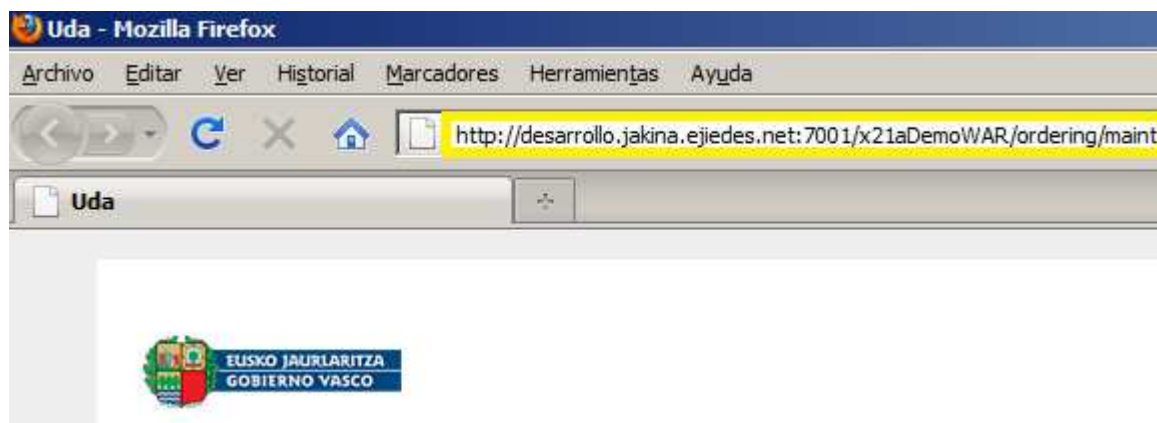 Uda - Mozilla Firefox
Archivo Editar Ver Historial Marcadores Herramientas Ayuda
http://desarrollo.jakina.ejiedes.net:7001/x21aDemoWAR/ordering/maint
Uda
EUSKO JAURLARITZA
GOBIERNO VASCO